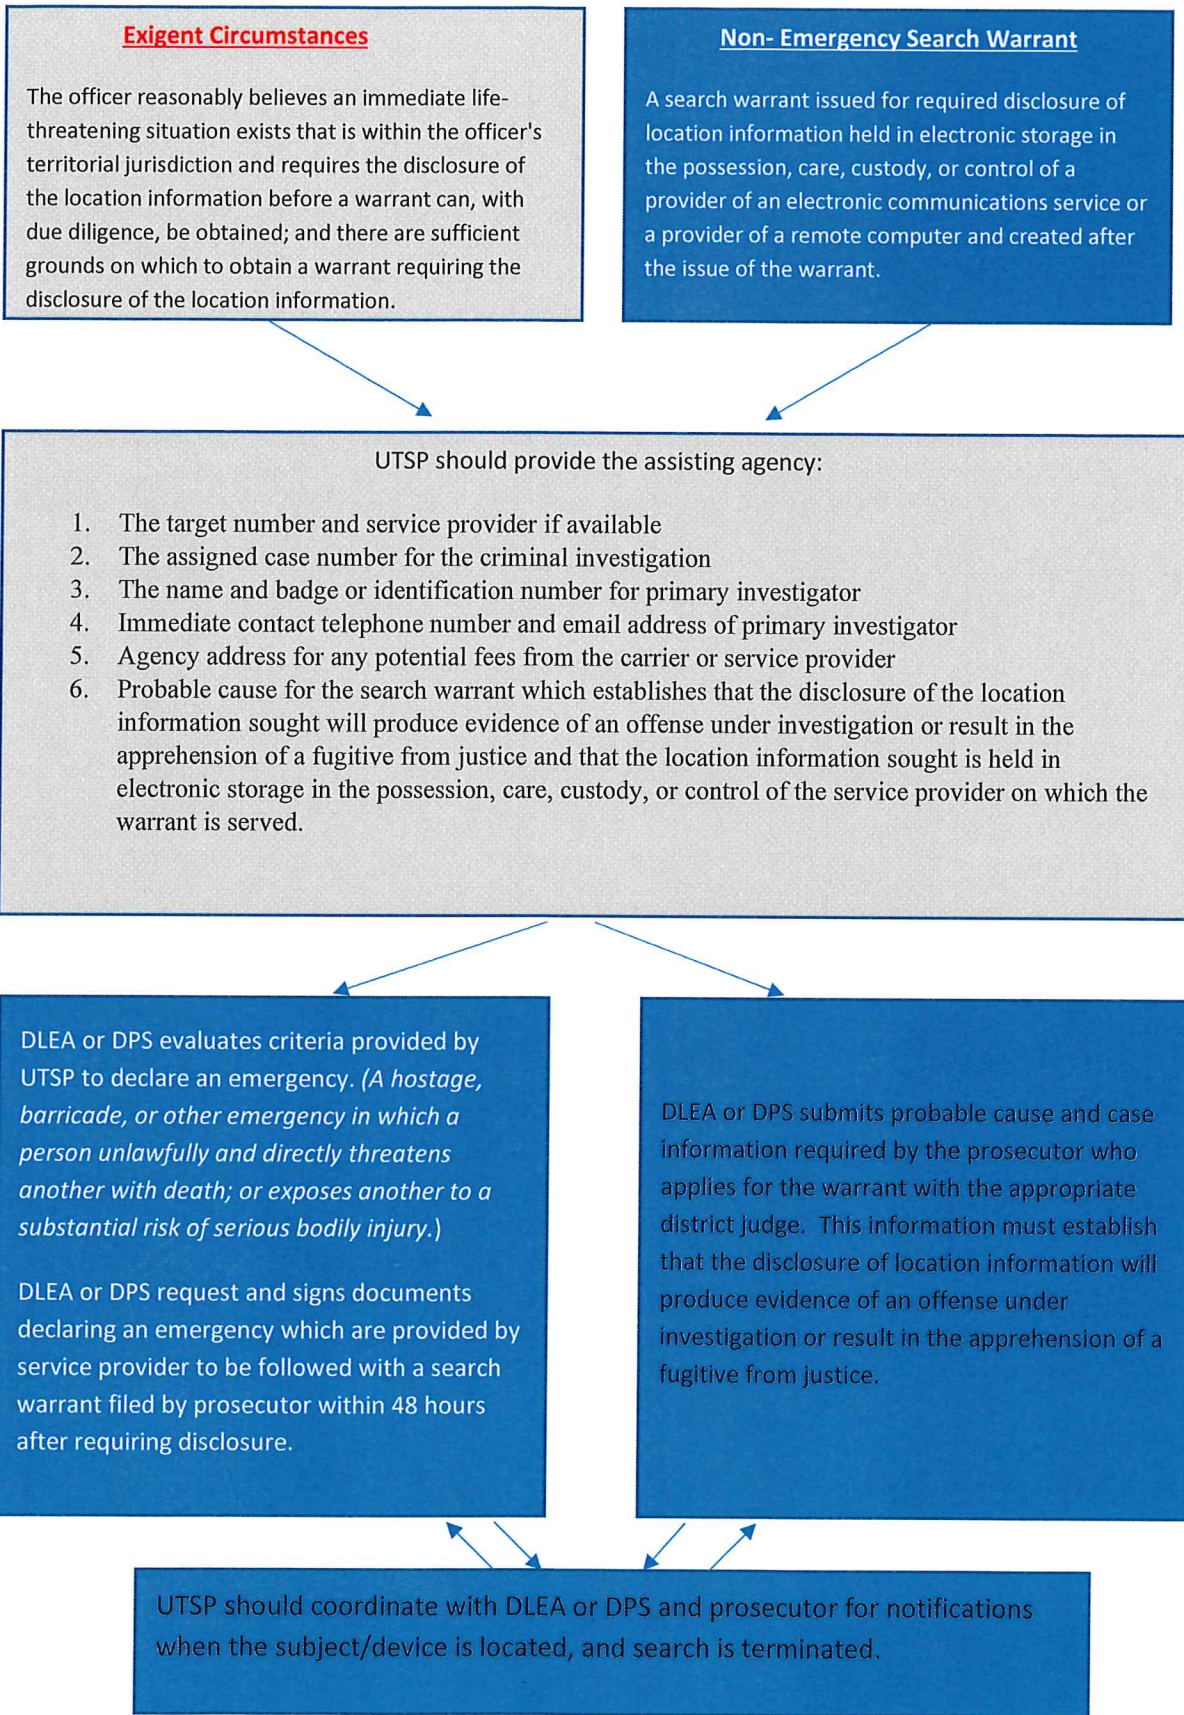 Exigent Circumstances
The officer reasonably believes an immediate life-
threatening situation exists that is within the officer's
territorial jurisdiction and requires the disclosure of
the location information before a warrant can, with
due diligence, be obtained; and there are sufficient
grounds on which to obtain a warrant requiring the
disclosure of the location information.
Non- Emergency Search Warrant
A search warrant issued for required disclosure of
location information held in electronic storage in
the possession, care, custody, or control of a
provider of an electronic communications service or
a provider of a remote computer and created after
the issue of the warrant.
UTSP should provide the assisting agency:
1. The target number and service provider if available
2. The assigned case number for the criminal investigation
3. The name and badge or identification number for primary investigator
4. Immediate contact telephone number and email address of primary investigator
5. Agency address for any potential fees from the carrier or service provider
6. Probable cause for the search warrant which establishes that the disclosure of the location
information sought will produce evidence of an offense under investigation or result in the
apprehension of a fugitive from justice and that the location information sought is held in
electronic storage in the possession, care, custody, or control of the service provider on which the
warrant is served.
DLEA or DPS evaluates criteria provided by
UTSP to declare an emergency. (A hostage,
barricade, or other emergency in which a
person unlawfully and directly threatens
another with death; or exposes another to a
substantial risk of serious bodily injury.)
DLEA or DPS request and signs documents
declaring an emergency which are provided by
service provider to be followed with a search
warrant filed by prosecutor within 48 hours
after requiring disclosure.
DLEA or DPS submits probable cause and case
information required by the prosecutor who
applies for the warrant with the appropriate
district judge.  This information must establish
that the disclosure of location information will
produce evidence of an offense under
investigation or result in the apprehension of a
fugitive from justice.
UTSP should coordinate with DLEA or DPS and prosecutor for notifications
when the subject/device is located, and search is terminated.